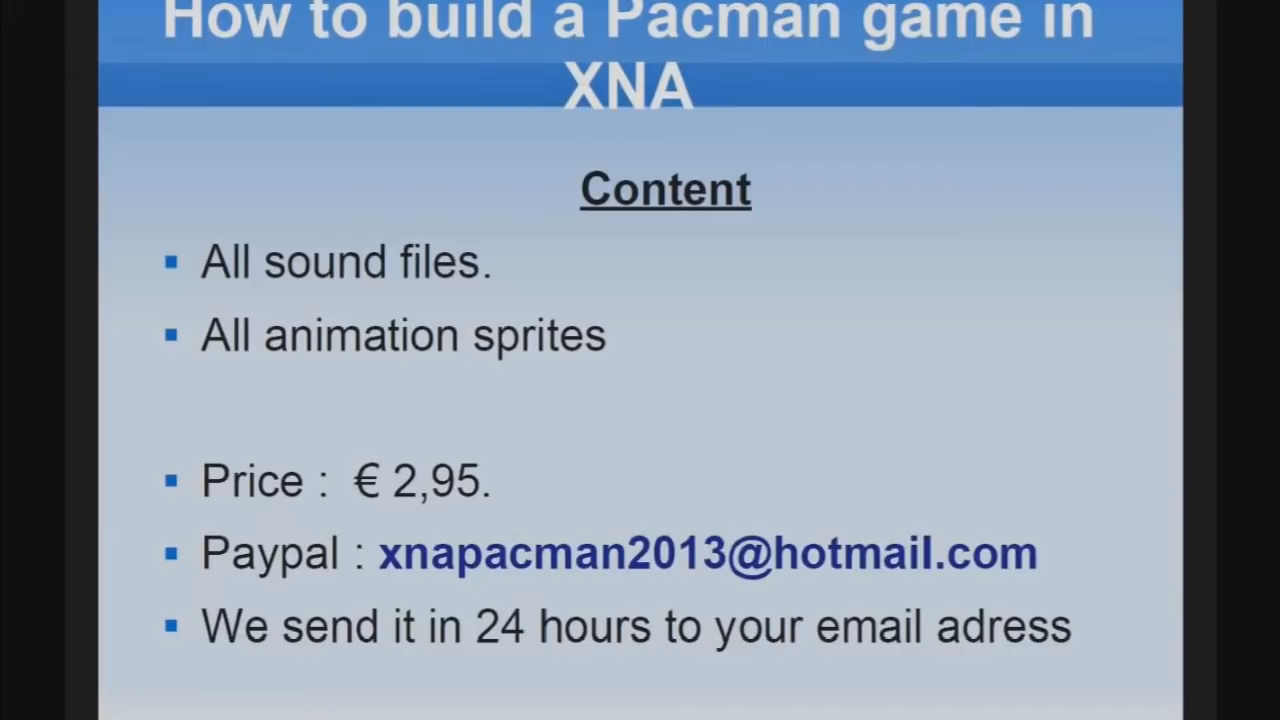 How to build a Pacman game in
XNA
Content
▪ All sound files.
▪ All animation sprites
▪ Price : € 2,95.
▪ Paypal : xnapacman2013@hotmail.com
▪ We send it in 24 hours to your email adress